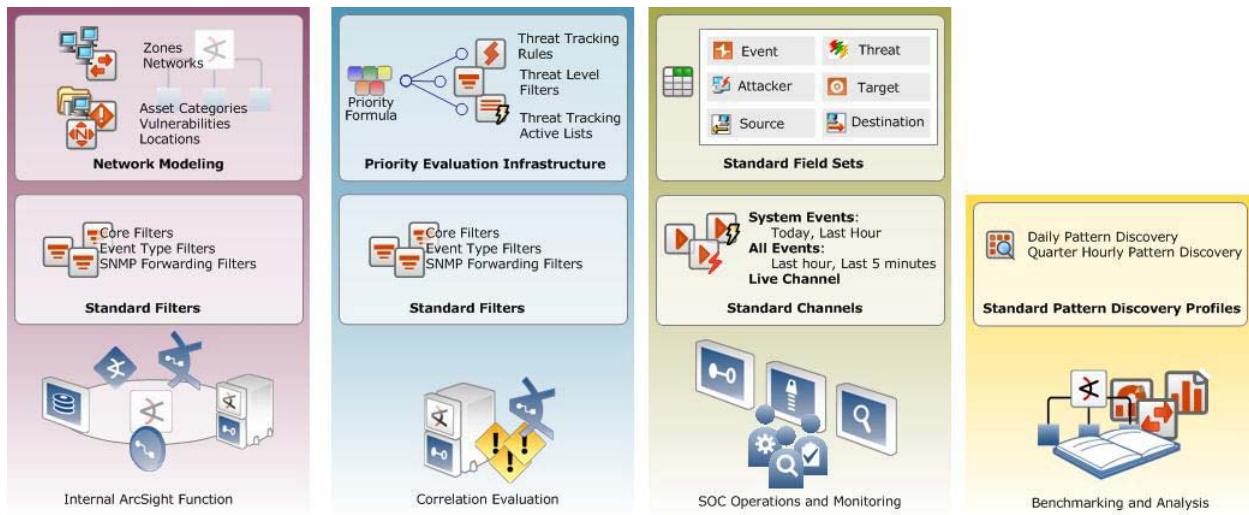 Zones
Networks
Asset Categories
Vulnerabilities
Locations
Network Modeling
Core Filters
Event Type Filters
SNMP Forwarding Filters
Standard Filters
Internal ArcSight Function
Priority
Formula
Threat Tracking
Rules
Threat Level
Filters
Threat Tracking
Active Lists
Priority Evaluation Infrastructure
Core Filters
Event Type Filters
SNMP Forwarding Filters
Standard Filters
Correlation Evaluation
Event
Threat
Attacker
Target
Source
Destination
Standard Field Sets
System Events:
Today, Last Hour
All Events:
Last hour, Last 5 minutes
Live Channel
Standard Channels
SOC Operations and Monitoring
Daily Pattern Discovery
Quarter Hourly Pattern Discovery
Standard Pattern Discovery Profiles
Benchmarking and Analysis